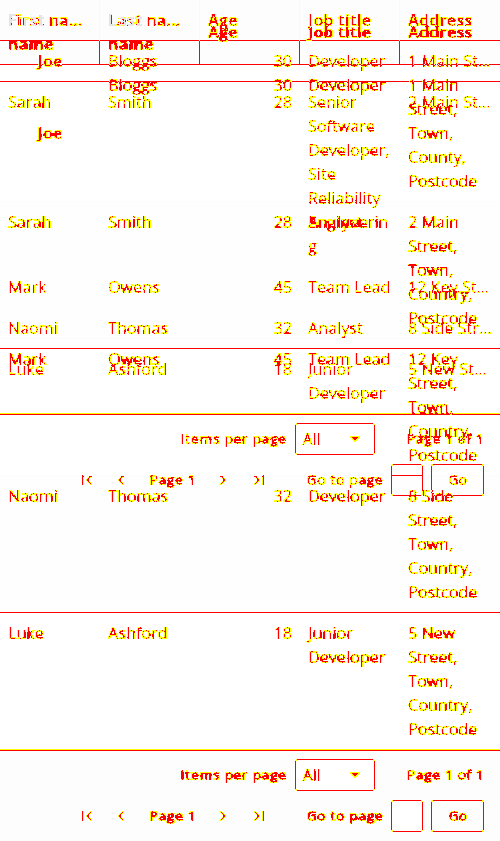 First na... Last na... Age Job title Address
name name Age Job title Address
Joe Bloggs 30 Developer 1 Main St...
Bloggs 30 Developer 1 Main
Sarah Smith 28 Senior 2 Main St...
Street,
Software
Joe Town,
Developer, County,
Site Postcode
Reliability
Sarah Smith 28 2 Main
g Street,
Town,
Mark Owens 45 Team Lead 12 Key St...
Country,
Postcode
Naomi Thomas 32 Analyst 8 Side Str...
Mark Owens 45 Team Lead 12 Key
Luke Ashford 18 Junior 5 New St...
Developer Street,
Town,
Country,
Items per page All Page 1 of 1
Postcode
Page 1 Go to page Go
Naomi Thomas 32 Developer 8 Side
Street,
Town,
Country,
Postcode
Luke Ashford 18 Junior 5 New
Developer Street,
Town,
Country,
Postcode
Items per page All Page 1 of 1
Page 1 Go to page Go